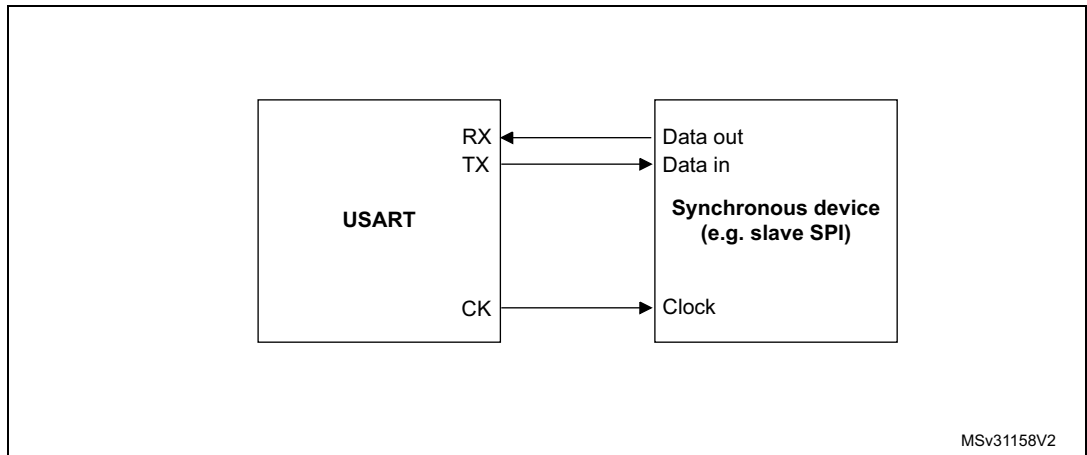 RX
Data out
TX
Data in
USART
Synchronous device
(e.g. slave SPI)
CK
Clock
MSv31158V2